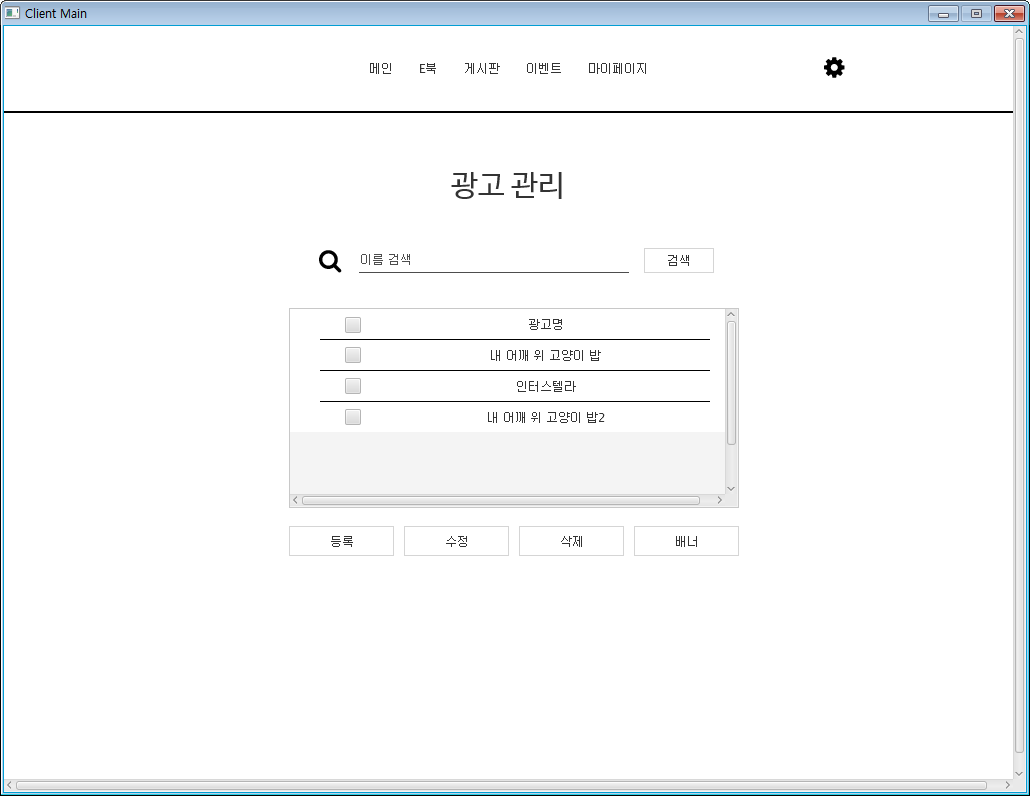 Client Main
메인 E북 게시판 이벤트 마이페이지
광고 관리
이름 검색 검색
광고명
내 어깨 위 고양이 밥
인터스텔라
내 어깨 위 고양이 밥2
등록 수정 삭제 배너